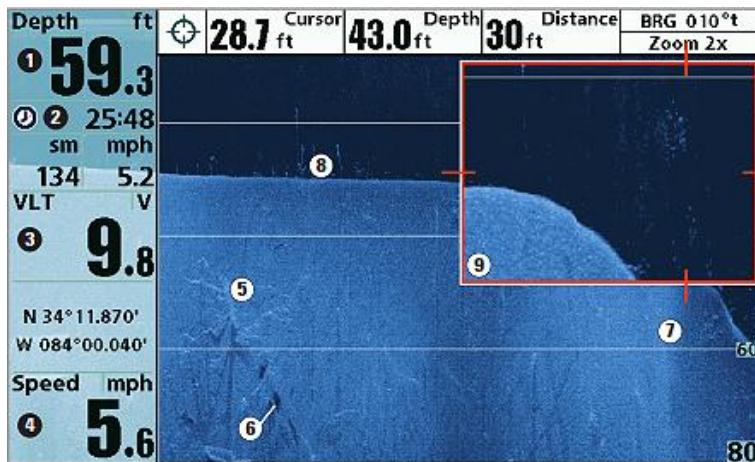 Depth ft
1 59.3
2 25:48
sm mph
134 5.2
VLT V
3 9.8
N 34°11.870'
W 084°00.040'
Speed mph
4 5.6
28.7 ft Cursor
43.0 ft Depth
30 ft Distance
BRG 010°t
Zoom 2x
8
9
5
7
60
6
80